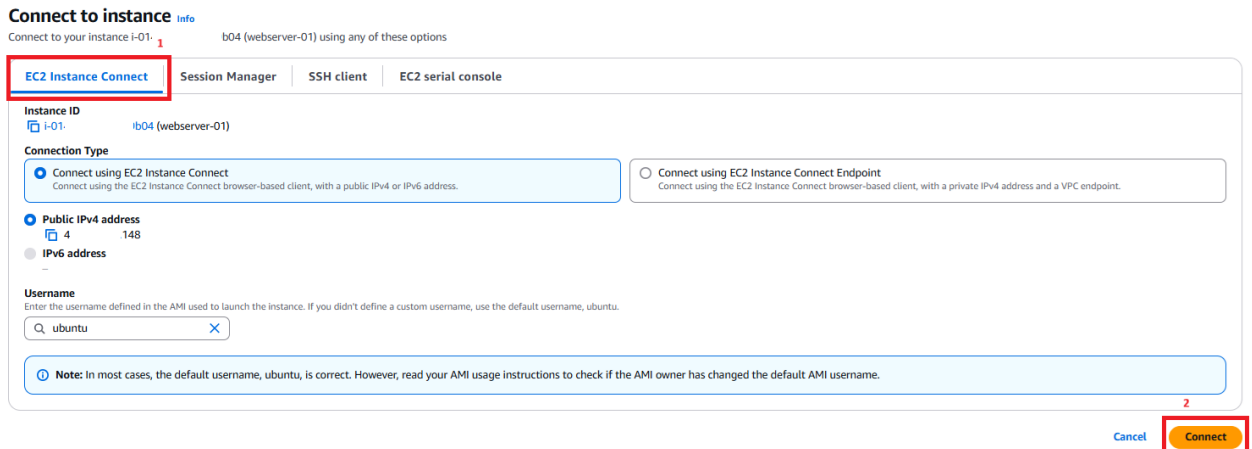 Connect to instance Info
Connect to your instance i-01- b04 (webserver-01) using any of these options
1
EC2 Instance Connect Session Manager SSH client EC2 serial console
Instance ID
i-01- b04 (webserver-01)
Connection Type
Connect using EC2 Instance Connect
Connect using the EC2 Instance Connect browser-based client, with a public IPv4 or IPv6 address.
Connect using EC2 Instance Connect Endpoint
Connect using the EC2 Instance Connect browser-based client, with a private IPv4 address and a VPC endpoint.
Public IPv4 address
4 .148
IPv6 address
–
Username
Enter the username defined in the AMI used to launch the instance. If you didn't define a custom username, use the default username, ubuntu.
ubuntu
Note: In most cases, the default username, ubuntu, is correct. However, read your AMI usage instructions to check if the AMI owner has changed the default AMI username.
2
Cancel Connect